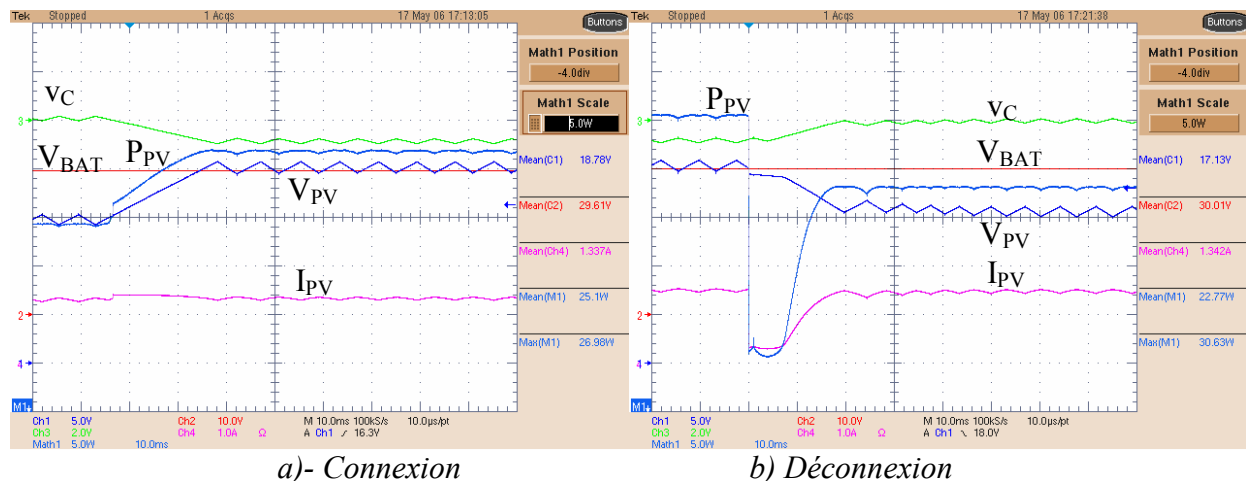 Tek Stopped 1 Acqs 17 May 06 17:13:05
Buttons
Math1 Position
-4.0div
Math1 Scale
5.0W
Mean(C1) 18.78V
Mean(C2) 29.61V
Mean(Ch4) 1.337A
Mean(M1) 25.1W
Max(M1) 26.98W
vC
VBAT
PPV
VPV
IPV
3
2
4
M1
Ch1 5.0V Ch2 10.0V M 10.0ms 100kS/s 10.0µs/pt
Ch3 2.0V Ch4 1.0A Ω A Ch1 ⁄ 16.3V
Math1 5.0W 10.0ms
a)- Connexion
Tek Stopped 1 Acqs 17 May 06 17:21:38
Buttons
Math1 Position
-4.0div
Math1 Scale
5.0W
Mean(C1) 17.13V
Mean(C2) 30.01V
Mean(Ch4) 1.342A
Mean(M1) 22.77W
Max(M1) 30.63W
PPV
vC
VBAT
VPV
IPV
3
2
4
M1
Ch1 5.0V Ch2 10.0V M 10.0ms 100kS/s 10.0µs/pt
Ch3 2.0V Ch4 1.0A Ω A Ch1 \ 18.0V
Math1 5.0W 10.0ms
b) Déconnexion